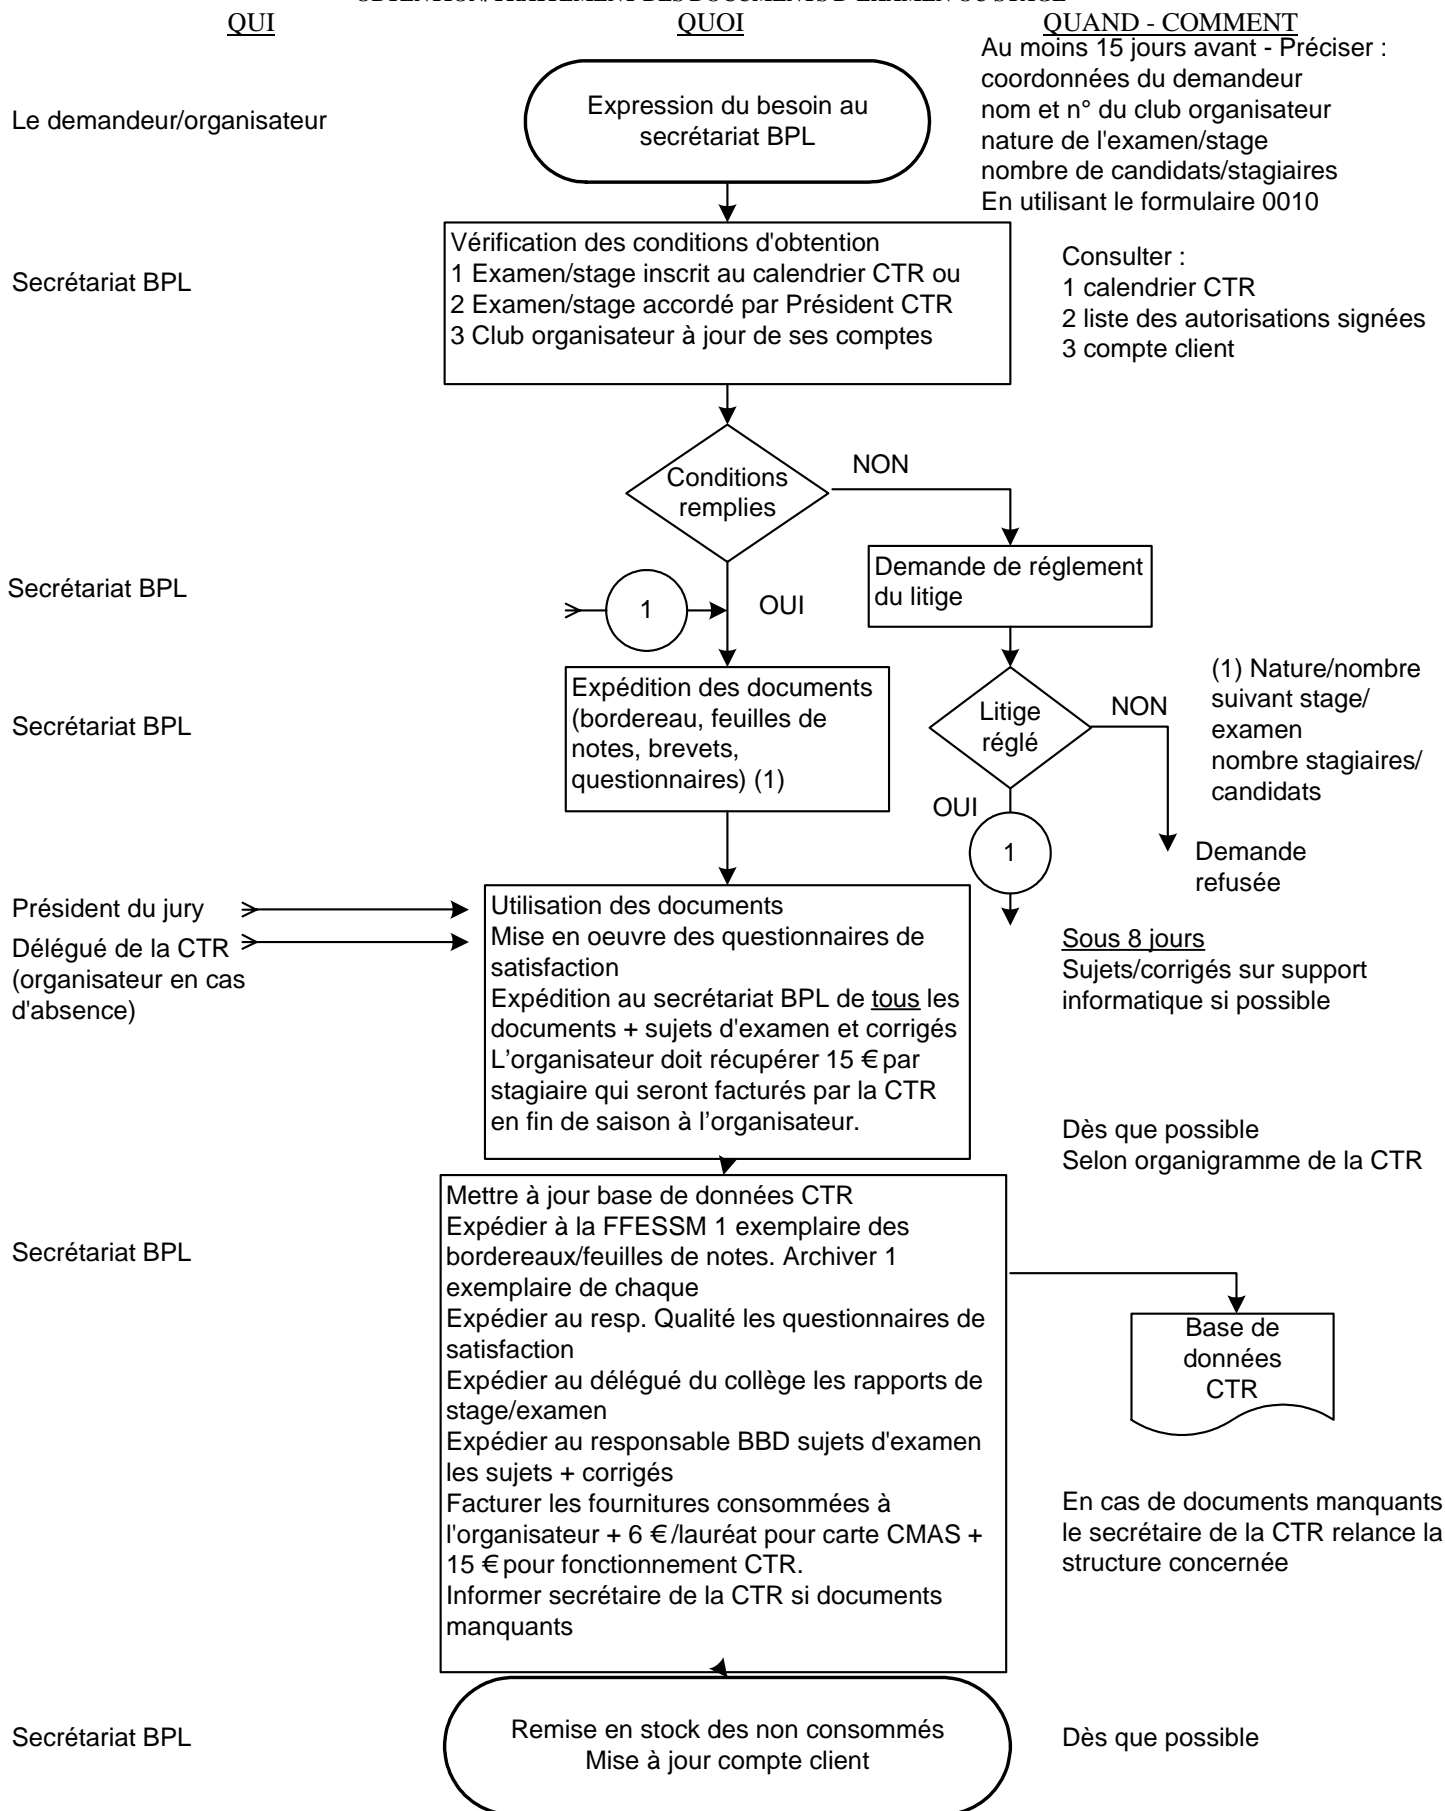 OBTENTION/TRAITEMENT DES DOCUMENTS D'EXAMEN OU STAGE
QUI
QUOI
QUAND - COMMENT
Le demandeur/organisateur
Expression du besoin au
secrétariat BPL
Au moins 15 jours avant - Préciser :
coordonnées du demandeur
nom et n° du club organisateur
nature de l'examen/stage
nombre de candidats/stagiaires
En utilisant le formulaire 0010
Secrétariat BPL
Vérification des conditions d'obtention
1 Examen/stage inscrit au calendrier CTR ou
2 Examen/stage accordé par Président CTR
3 Club organisateur à jour de ses comptes
Consulter :
1 calendrier CTR
2 liste des autorisations signées
3 compte client
Conditions
remplies
NON
Secrétariat BPL
1
OUI
Demande de réglement
du litige
Secrétariat BPL
Expédition des documents
(bordereau, feuilles de
notes, brevets,
questionnaires) (1)
Litige
réglé
NON
OUI
1
(1) Nature/nombre
suivant stage/
examen
nombre stagiaires/
candidats
Demande
refusée
Président du jury
Délégué de la CTR
(organisateur en cas
d'absence)
Utilisation des documents
Mise en oeuvre des questionnaires de
satisfaction
Expédition au secrétariat BPL de tous les
documents + sujets d'examen et corrigés
L’organisateur doit récupérer 15 € par
stagiaire qui seront facturés par la CTR
en fin de saison à l’organisateur.
Sous 8 jours
Sujets/corrigés sur support
informatique si possible
Dès que possible
Selon organigramme de la CTR
Secrétariat BPL
Mettre à jour base de données CTR
Expédier à la FFESSM 1 exemplaire des
bordereaux/feuilles de notes. Archiver 1
exemplaire de chaque
Expédier au resp. Qualité les questionnaires de
satisfaction
Expédier au délégué du collège les rapports de
stage/examen
Expédier au responsable BBD sujets d'examen
les sujets + corrigés
Facturer les fournitures consommées à
l'organisateur + 6 €/lauréat pour carte CMAS +
15 € pour fonctionnement CTR.
Informer secrétaire de la CTR si documents
manquants
Base de
données
CTR
En cas de documents manquants
le secrétaire de la CTR relance la
structure concernée
Secrétariat BPL
Remise en stock des non consommés
Mise à jour compte client
Dès que possible